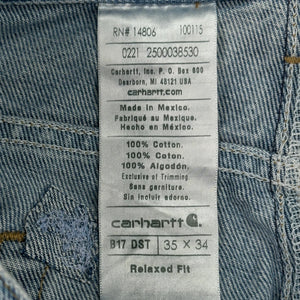 RN# 14806 100115
0221 2500038530
Carhartt, Inc. P.O. Box 600
Dearborn, MI 48121 USA
carhartt.com
Made in Mexico.
Fabriqué au Mexique.
Hecho en México.
100% Cotton.
100% Coton.
100% Algodón.
Exclusive of Trimming
Sans garniture.
Sin incluir el adorno.
carhartt
B17 DST 35 x 34
Relaxed Fit